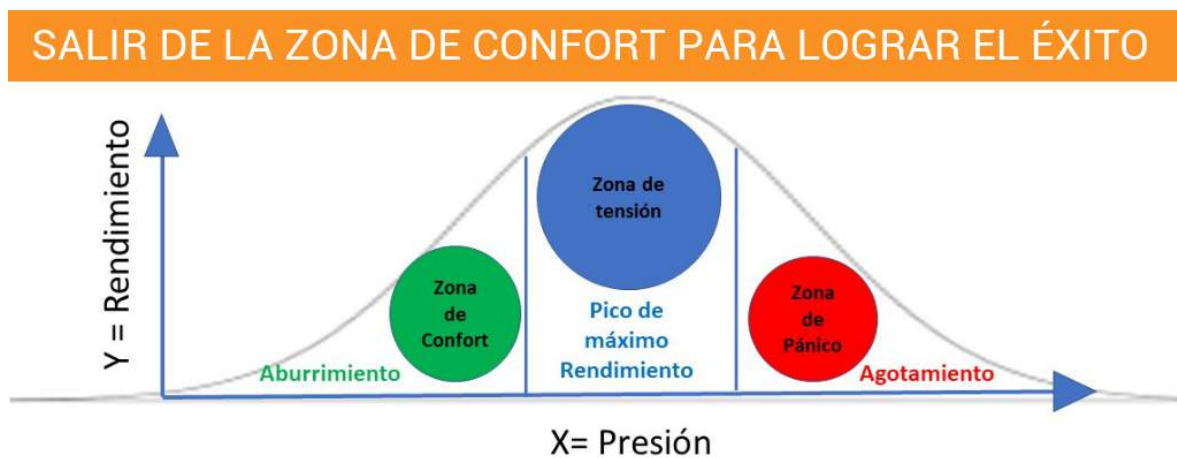 SALIR DE LA ZONA DE CONFORT PARA LOGRAR EL ÉXITO
Y = Rendimiento
Zona
de
Confort
Aburrimiento
Zona de
tensión
Pico de
máximo
Rendimiento
Zona
de
Pánico
Agotamiento
X= Presión